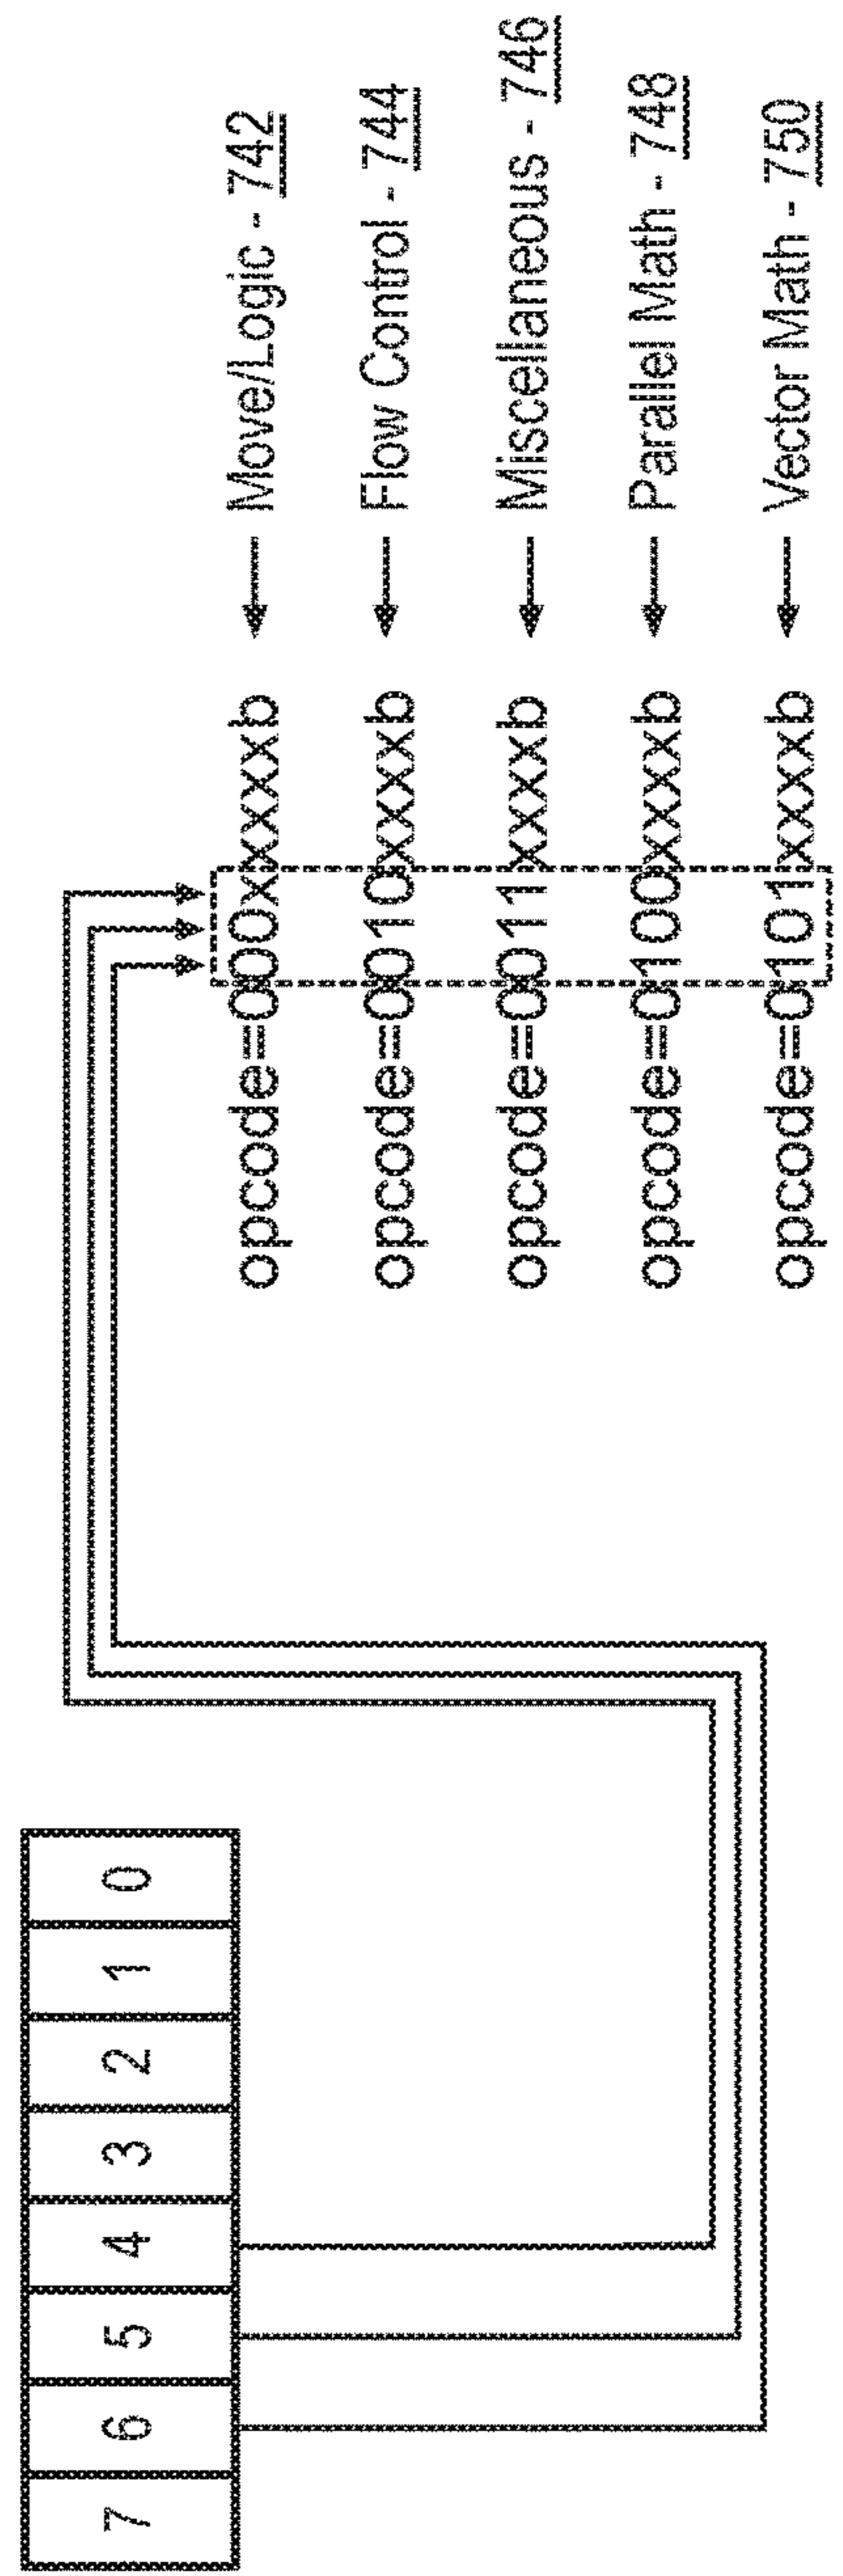 7 6 5 4 3 2 1 0
opcode=000xxxxxb ← Move/Logic - 742
opcode=0010xxxxb ← Flow Control - 744
opcode=0011xxxxb ← Miscellaneous - 746
opcode=0100xxxxb ← Parallel Math - 748
opcode=0101xxxxb ← Vector Math - 750